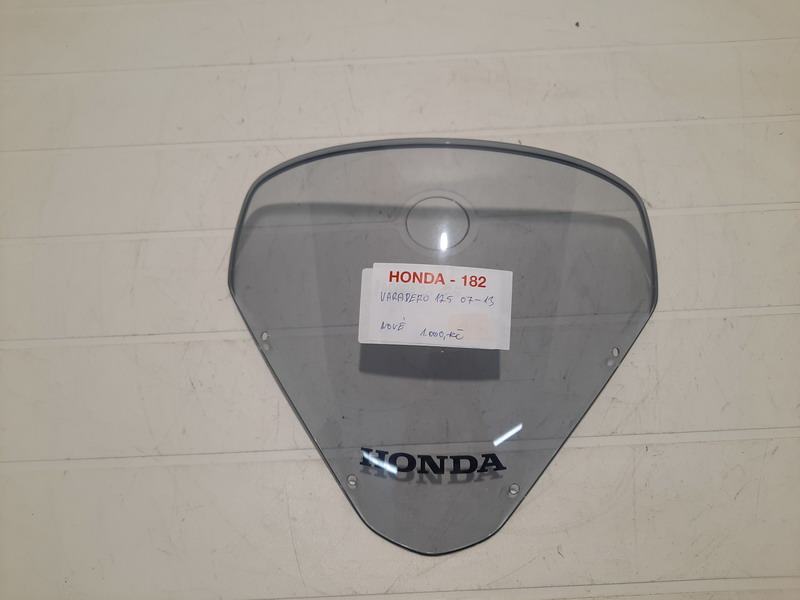 HONDA - 182
VARADERO 125 07-13
NOVÉ 1.000,-Kč
HONDA